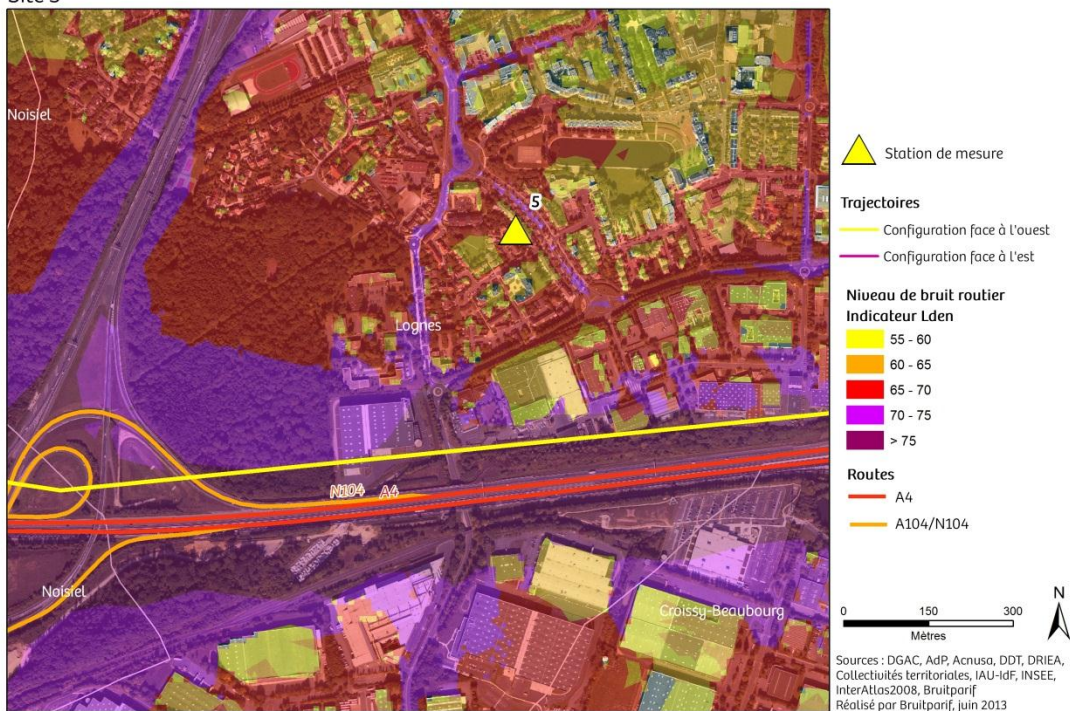 Noisiel
5
Lognes
N104 A4
Noisiel
Croissy-Beaubourg
Station de mesure
Trajectoires
Configuration face à l'ouest
Configuration face à l'est
Niveau de bruit routier
Indicateur Lden
55 - 60
60 - 65
65 - 70
70 - 75
> 75
Routes
A4
A104/N104
0 150 300
Mètres
N
Sources : DGAC, AdP, Acnusa, DDT, DRIEA,
Collectivités territoriales, IAU-IdF, INSEE,
InterAtlas2008, Bruitparif
Réalisé par Bruitparif, juin 2013